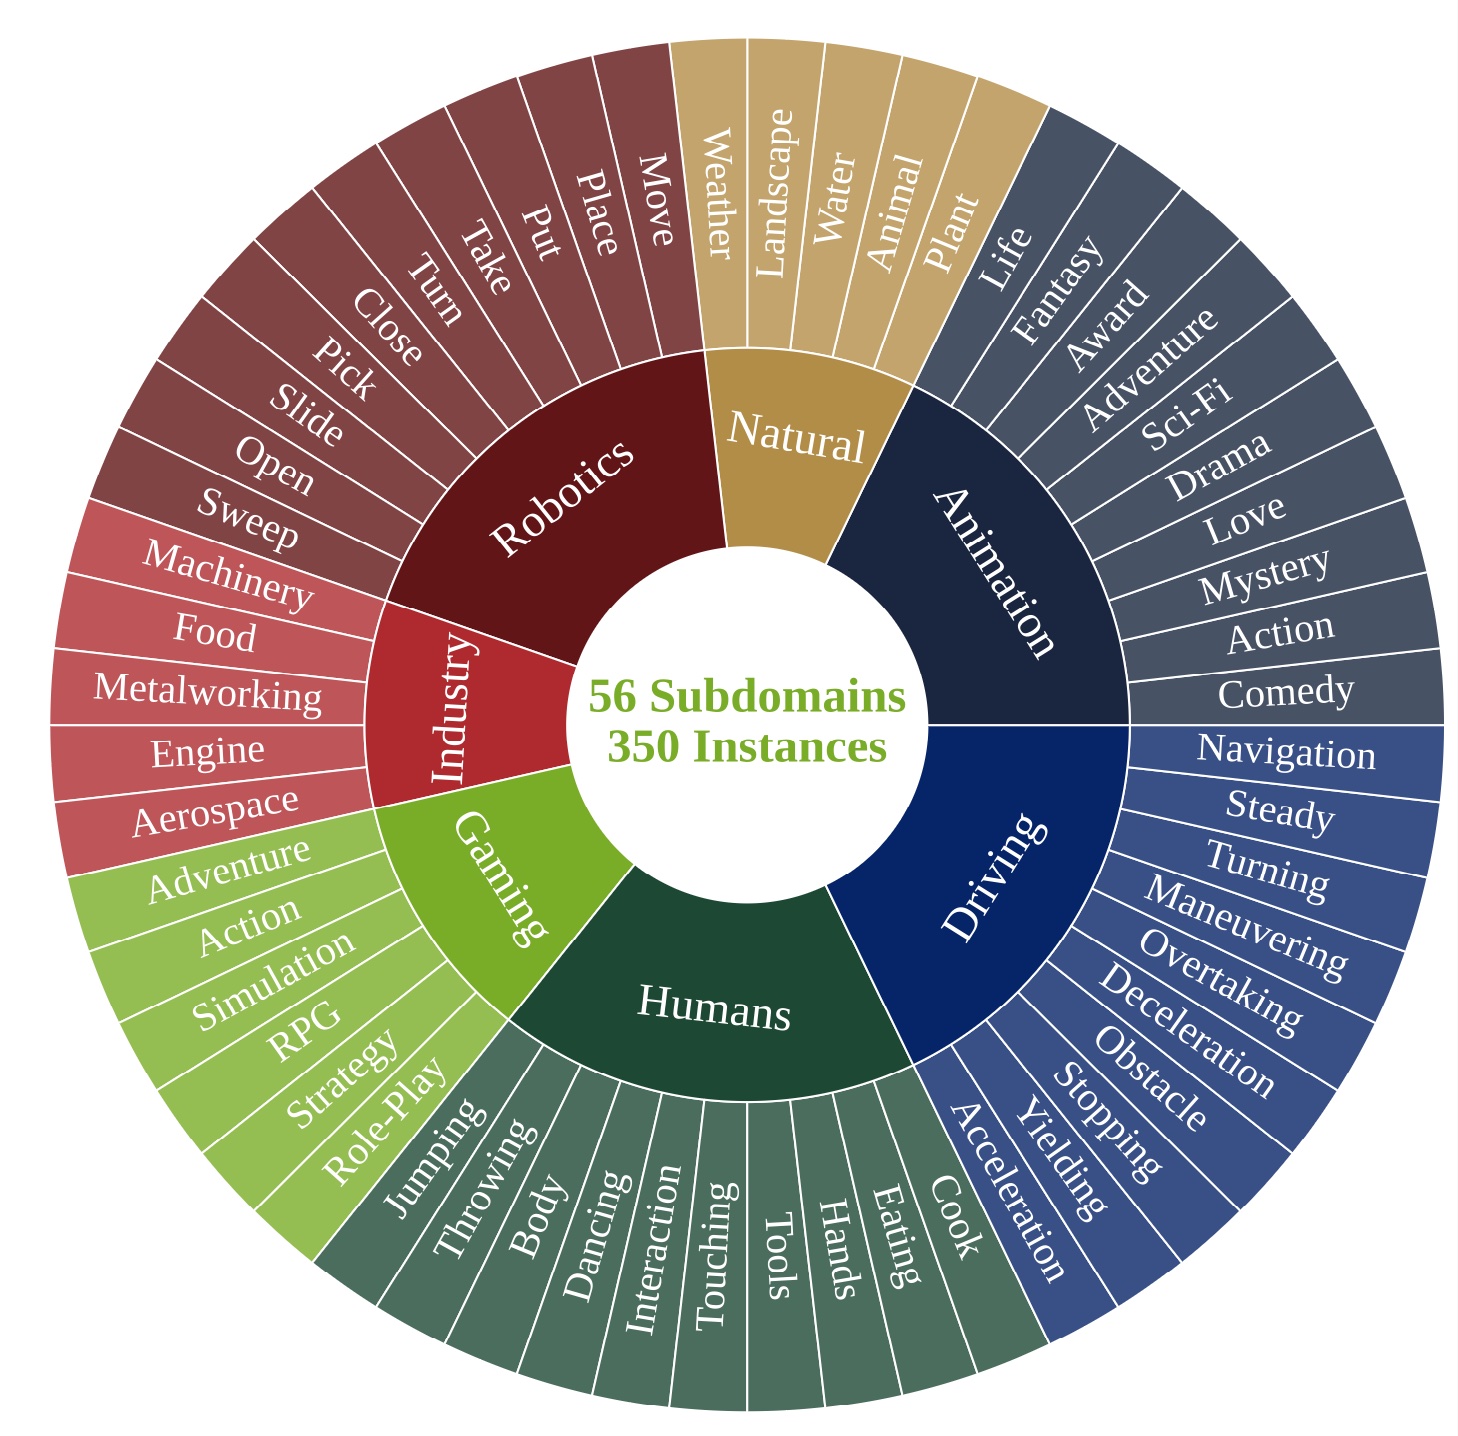 56 Subdomains
350 Instances
Natural
Weather
Landscape
Water
Animal
Plant
Animation
Life
Fantasy
Award
Adventure
Sci-Fi
Drama
Love
Mystery
Action
Comedy
Driving
Navigation
Steady
Turning
Maneuvering
Overtaking
Deceleration
Obstacle
Stopping
Yielding
Acceleration
Humans
Cook
Eating
Hands
Tools
Touching
Interaction
Dancing
Body
Throwing
Jumping
Gaming
Role-Play
Strategy
RPG
Simulation
Action
Adventure
Industry
Aerospace
Engine
Metalworking
Food
Machinery
Robotics
Sweep
Open
Slide
Pick
Close
Turn
Take
Put
Place
Move